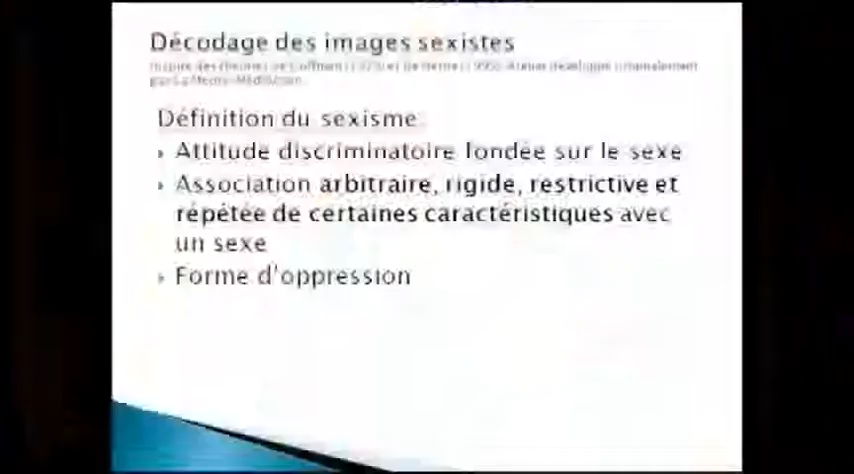 Décodage des images sexistes
Définition du sexisme
Attitude discriminatoire fondée sur le sexe
Association arbitraire, rigide, restrictive et
répétée de certaines caractéristiques avec
un sexe
Forme d'oppression